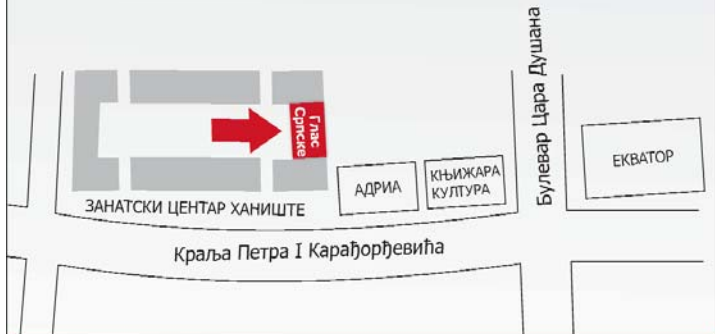 Глас
Српске
АДРИА
КЊИЖАРА
КУЛТУРА
Булевар Цара Душана
ЕКВАТОР
ЗАНАТСКИ ЦЕНТАР ХАНИШТЕ
Краља Петра I Карађорђевића